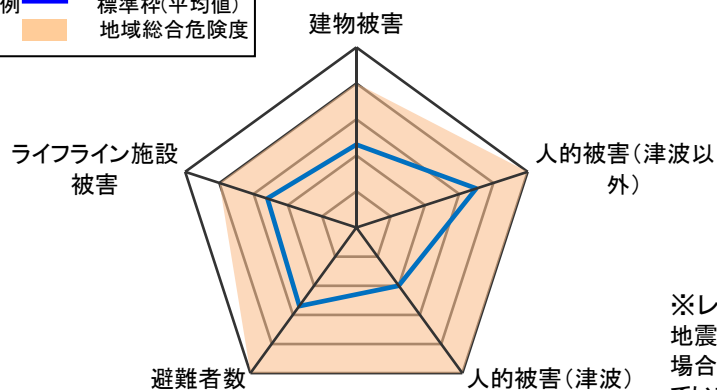 例 標準枠(平均値)
地域総合危険度
建物被害
ライフライン施設
被害
人的被害(津波以
外)
避難者数
人的被害(津波)
地震
場合